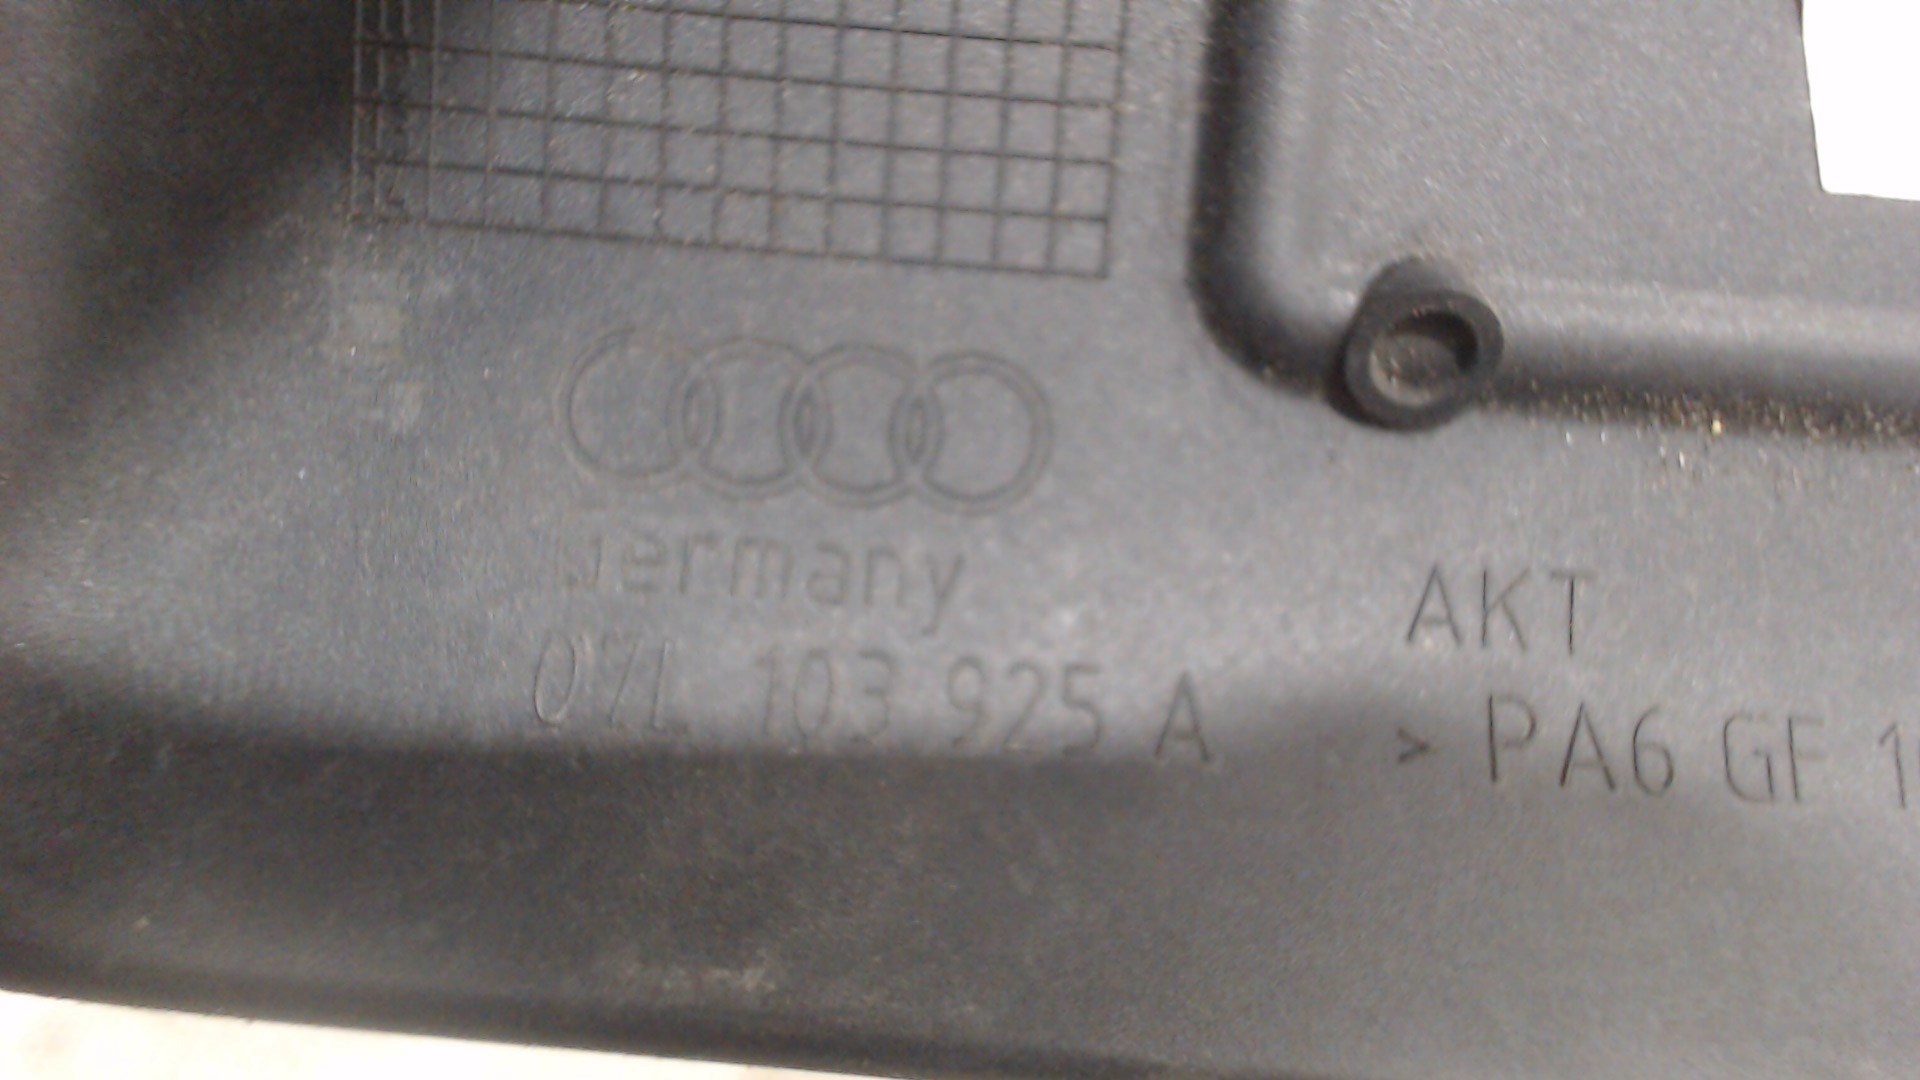 Germany
07L 103 925 A
AKT
> PA6 GF